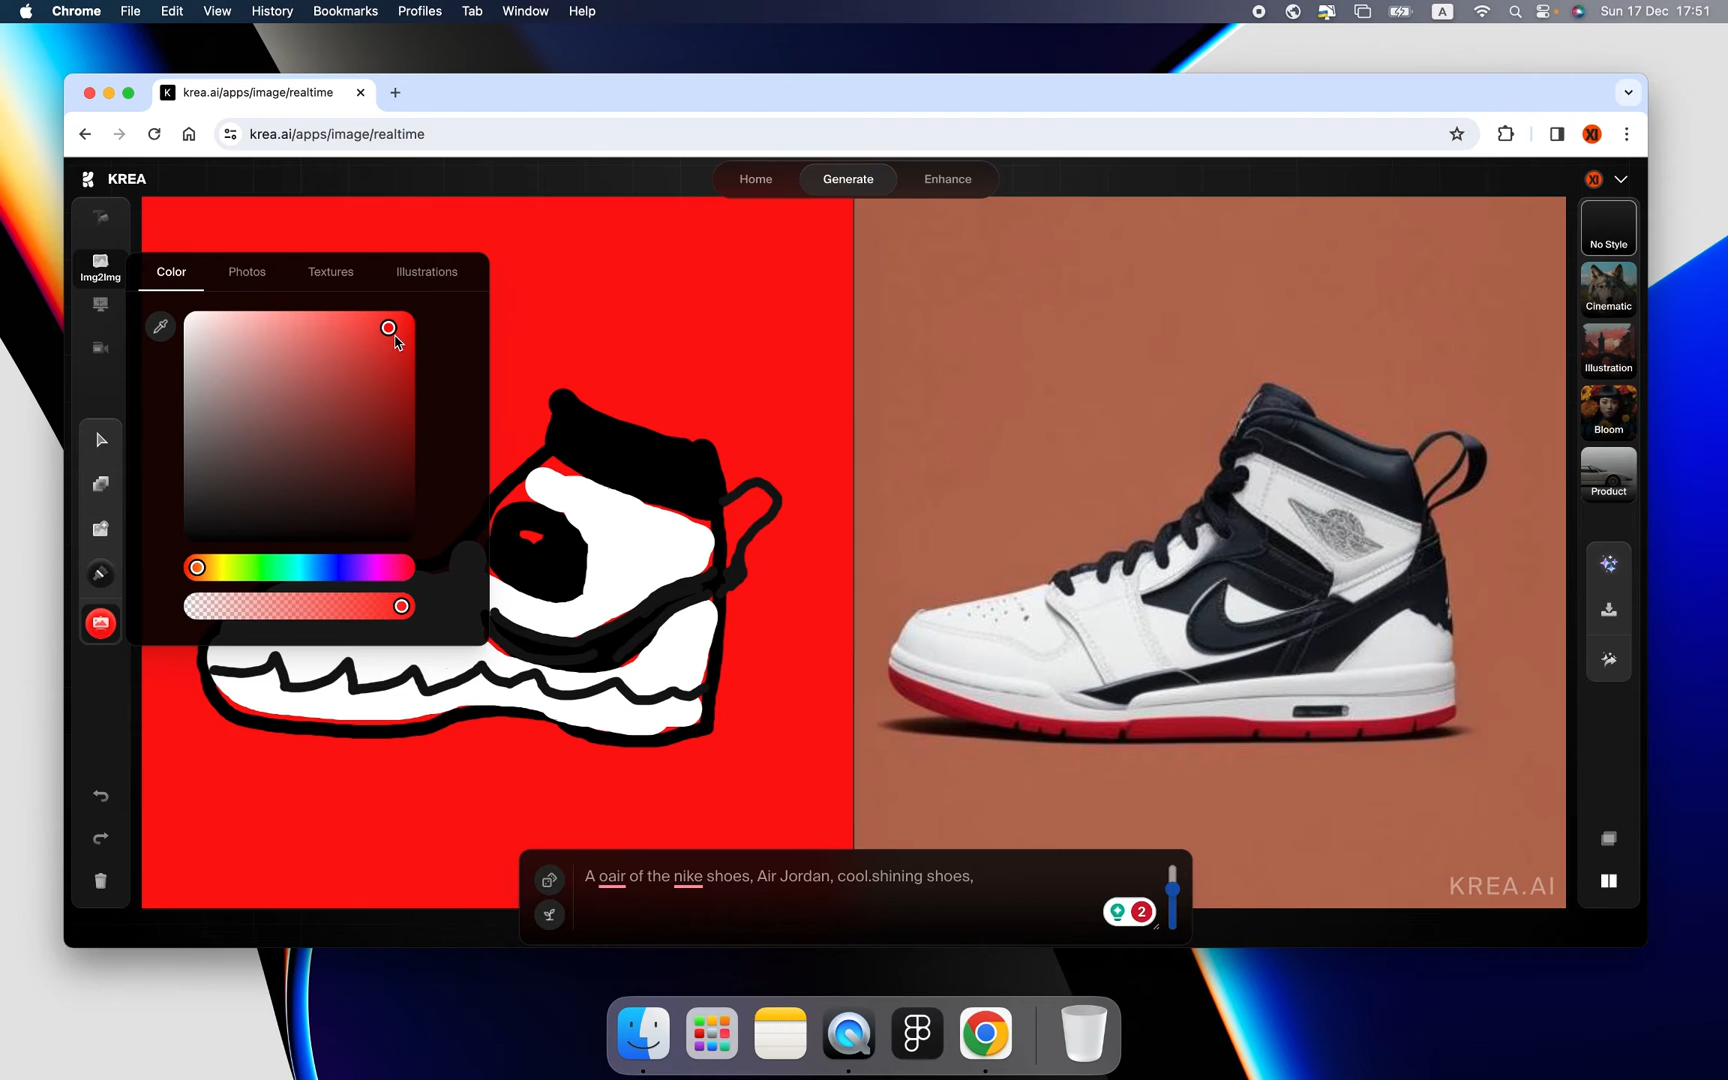 Chrome File Edit View History Bookmarks Profiles Tab Window Help
A
Sun 17 Dec 17:51
K krea.ai/apps/image/realtime
krea.ai/apps/image/realtime
XI
KREA
Home Generate Enhance
XI
Img2Img
Color Photos Textures Illustrations
No Style
Cinematic
Illustration
Bloom
Product
A oair of the nike shoes, Air Jordan, cool.shining shoes,
2
KREA.AI